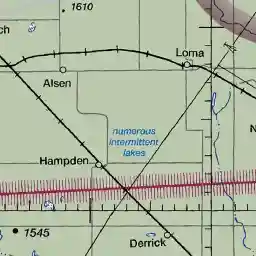 1610
ch
Loma
Alsen
numerous
intermittent
lakes
N
Hampden
1545
Derrick